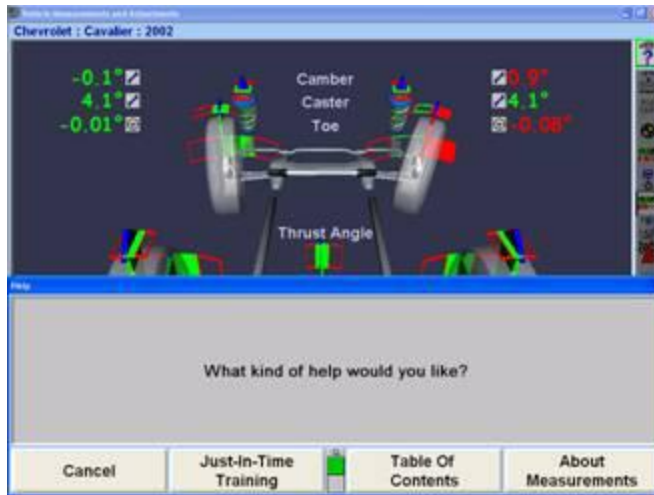 Vehicle Measurements and Adjustments
Chevrolet : Cavalier : 2002
-0.1° Camber 0.9°
4.1° Caster 4.1°
-0.01° Toe -0.08°
Thrust Angle
Help
What kind of help would you like?
Cancel
Just-In-Time
Training
Table Of
Contents
About
Measurements